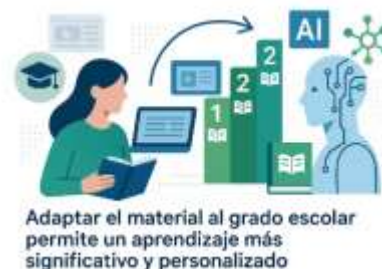 AI
1
2
2
Adaptar el material al grado escolar
permite un aprendizaje más
significativo y personalizado